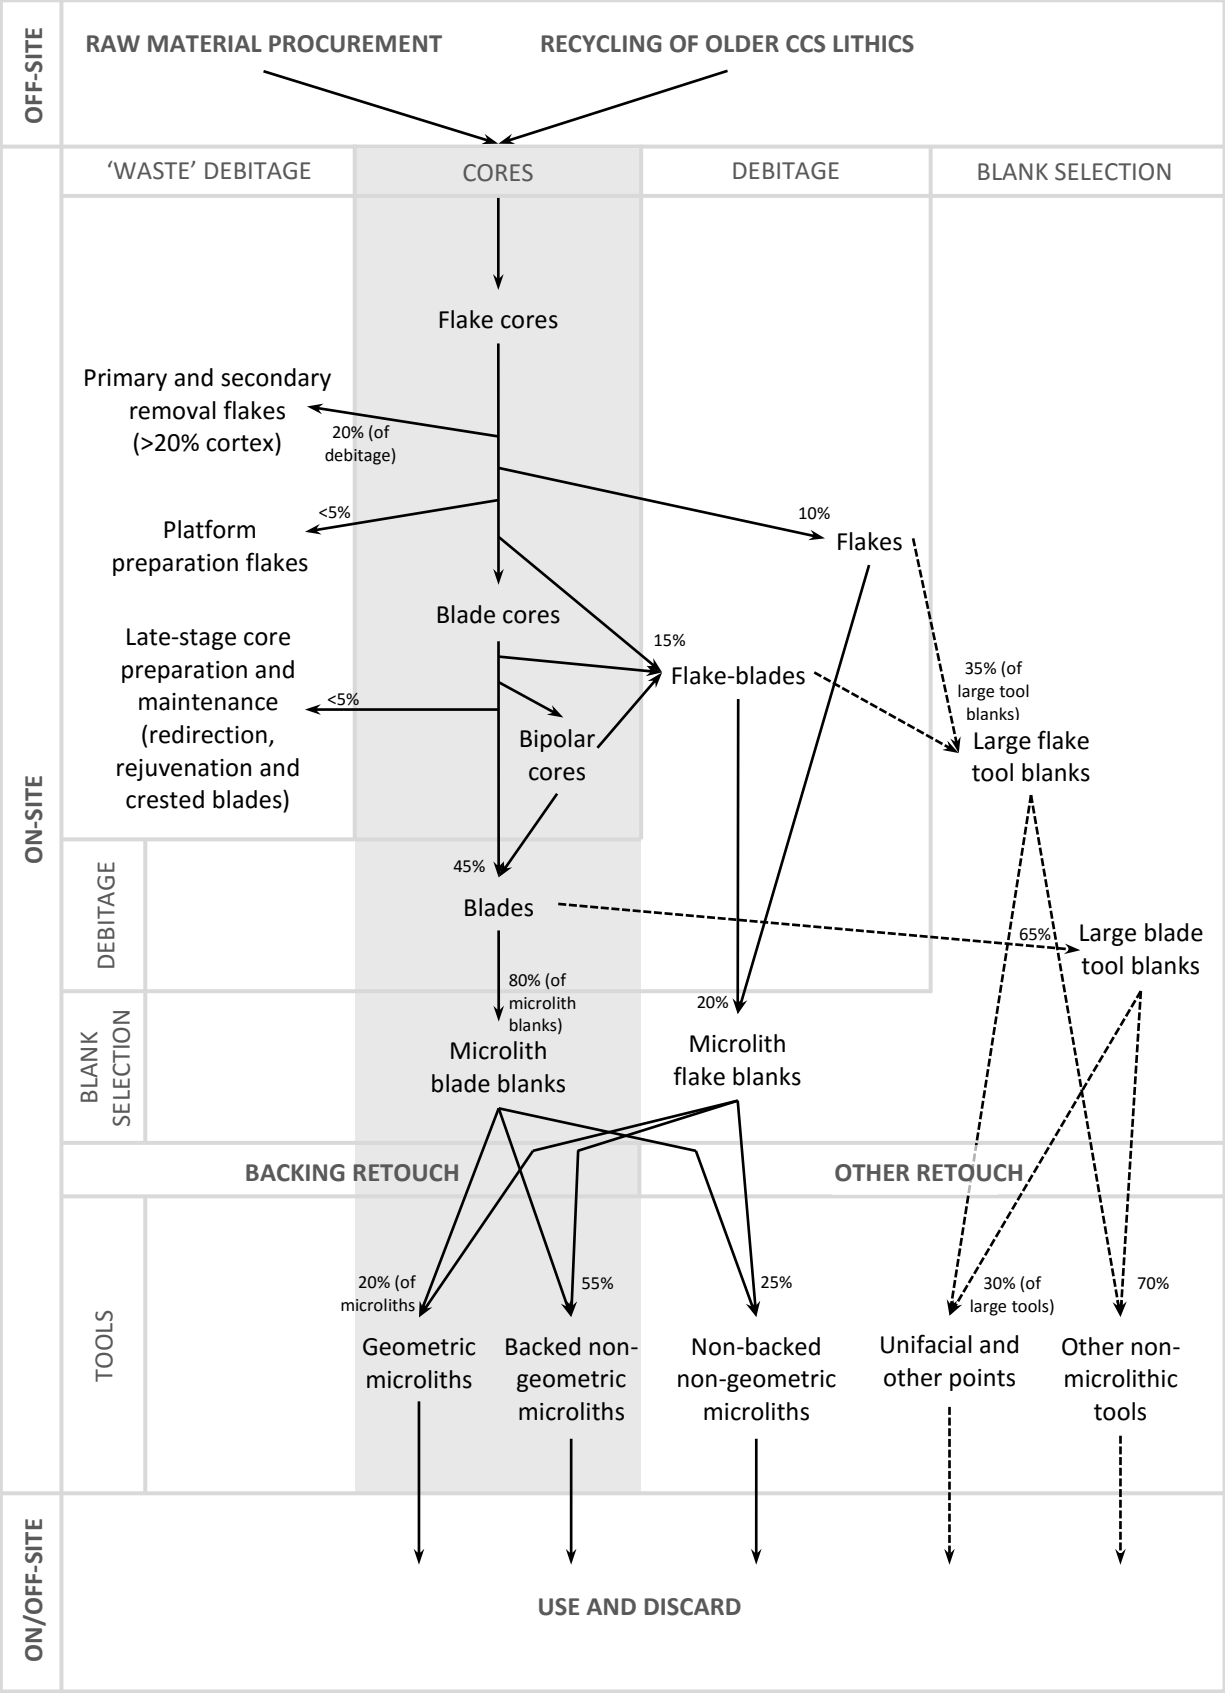 OFF-SITE
RAW MATERIAL PROCUREMENT
RECYCLING OF OLDER CCS LITHICS
ON-SITE
‘WASTE’ DEBITAGE
CORES
DEBITAGE
BLANK SELECTION
Flake cores
Primary and secondary
removal flakes
(>20% cortex)
20% (of
debitage)
<5%
Platform
preparation flakes
10%
Flakes
Blade cores
Late-stage core
preparation and
maintenance
(redirection,
rejuvenation and
crested blades)
<5%
15%
Flake-blades
35% (of
large tool
blanks)
Large flake
tool blanks
Bipolar
cores
DEBITAGE
45%
Blades
65%
Large blade
tool blanks
80% (of
microlith
blanks)
20%
BLANK
SELECTION
Microlith
blade blanks
Microlith
flake blanks
BACKING RETOUCH
OTHER RETOUCH
TOOLS
20% (of
microliths
55%
25%
30% (of
large tools)
70%
Geometric
microliths
Backed non-
geometric
microliths
Non-backed
non-geometric
microliths
Unifacial and
other points
Other non-
microlithic
tools
ON/OFF-SITE
USE AND DISCARD